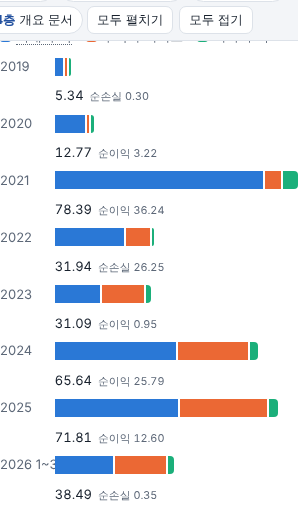 층 개요 문서
모두 펼치기
모두 접기
2019
5.34 순손실 0.30
2020
12.77 순이익 3.22
2021
78.39 순이익 36.24
2022
31.94 순손실 26.25
2023
31.09 순이익 0.95
2024
65.64 순이익 25.79
2025
71.81 순이익 12.60
2026 1~3
38.49 순손실 0.35